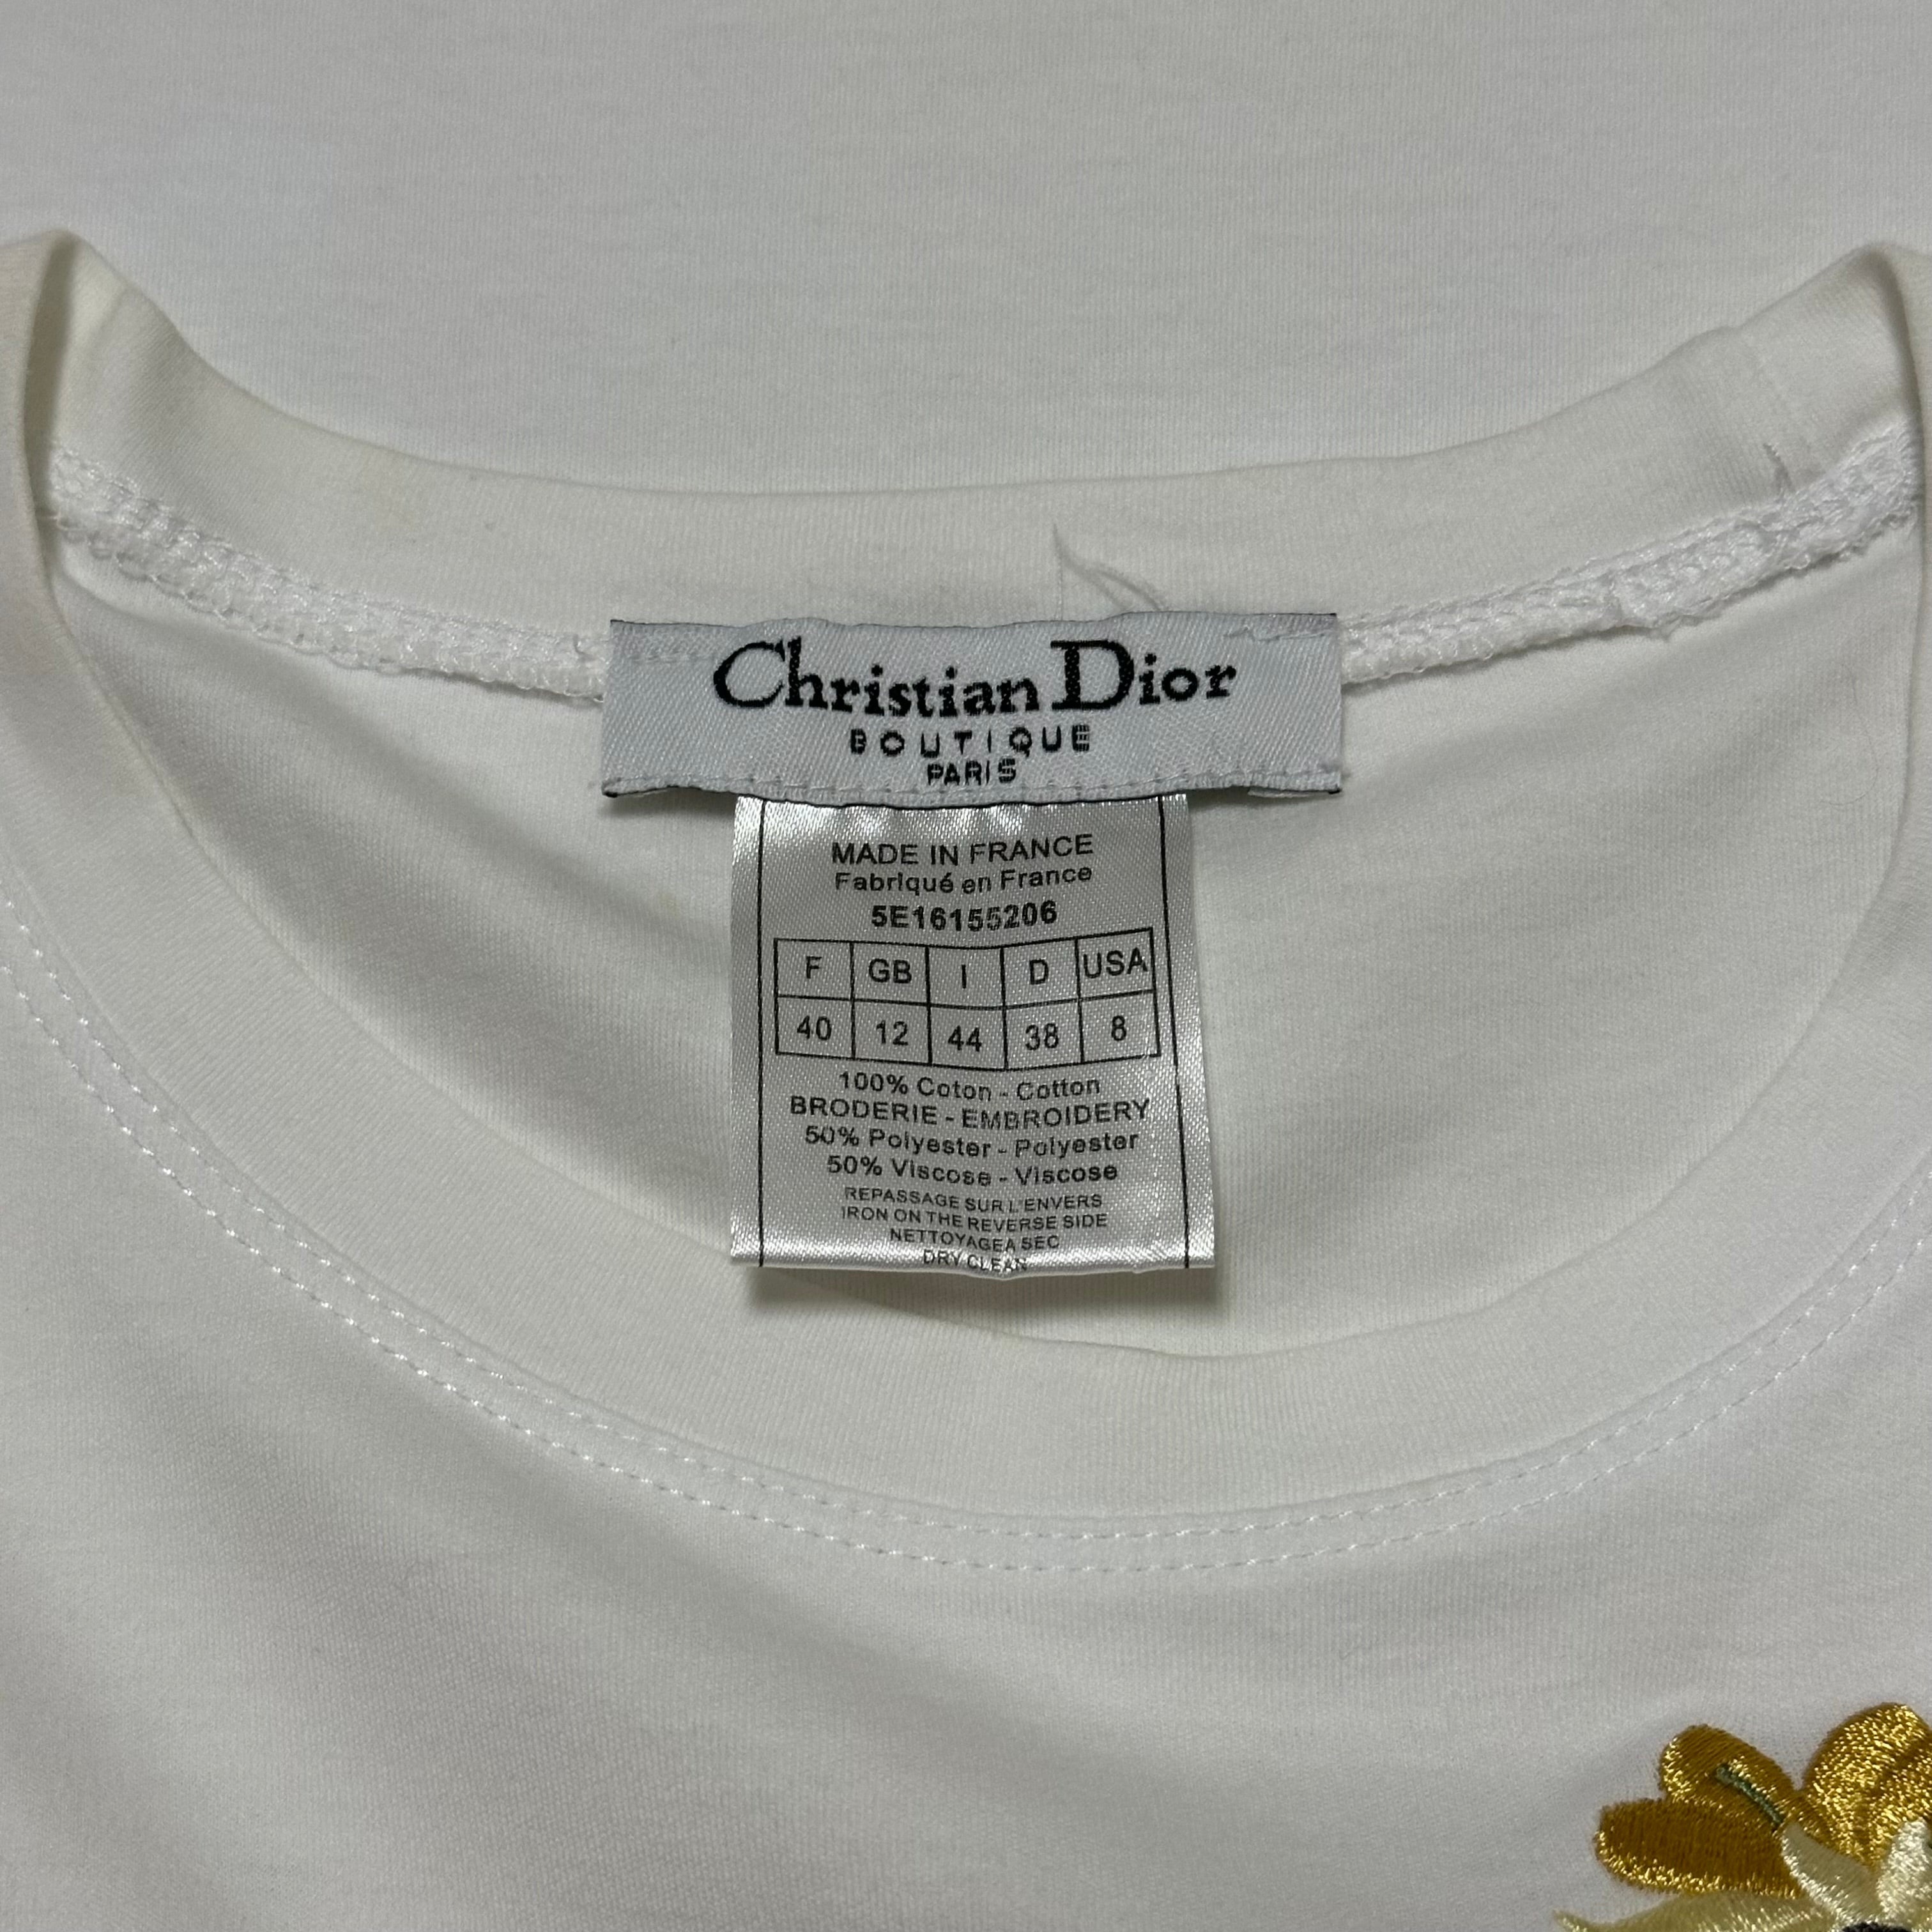 Christian Dior
BOUTIQUE
PARIS
MADE IN FRANCE
Fabriqué en France
5E16155206
F GB I D USA
40 12 44 38 8
100% Coton - Cotton
BRODERIE - EMBROIDERY
50% Polyester - Polyester
50% Viscose - Viscose
REPASSAGE SUR L'ENVERS
IRON ON THE REVERSE SIDE
NETTOYAGEA SEC
DRY CLEAN